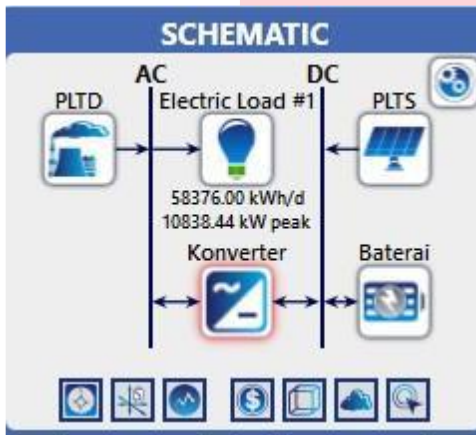 SCHEMATIC
AC DC
PLTD Electric Load #1 PLTS
58376.00 kWh/d
10838.44 kW peak
Konverter Baterai